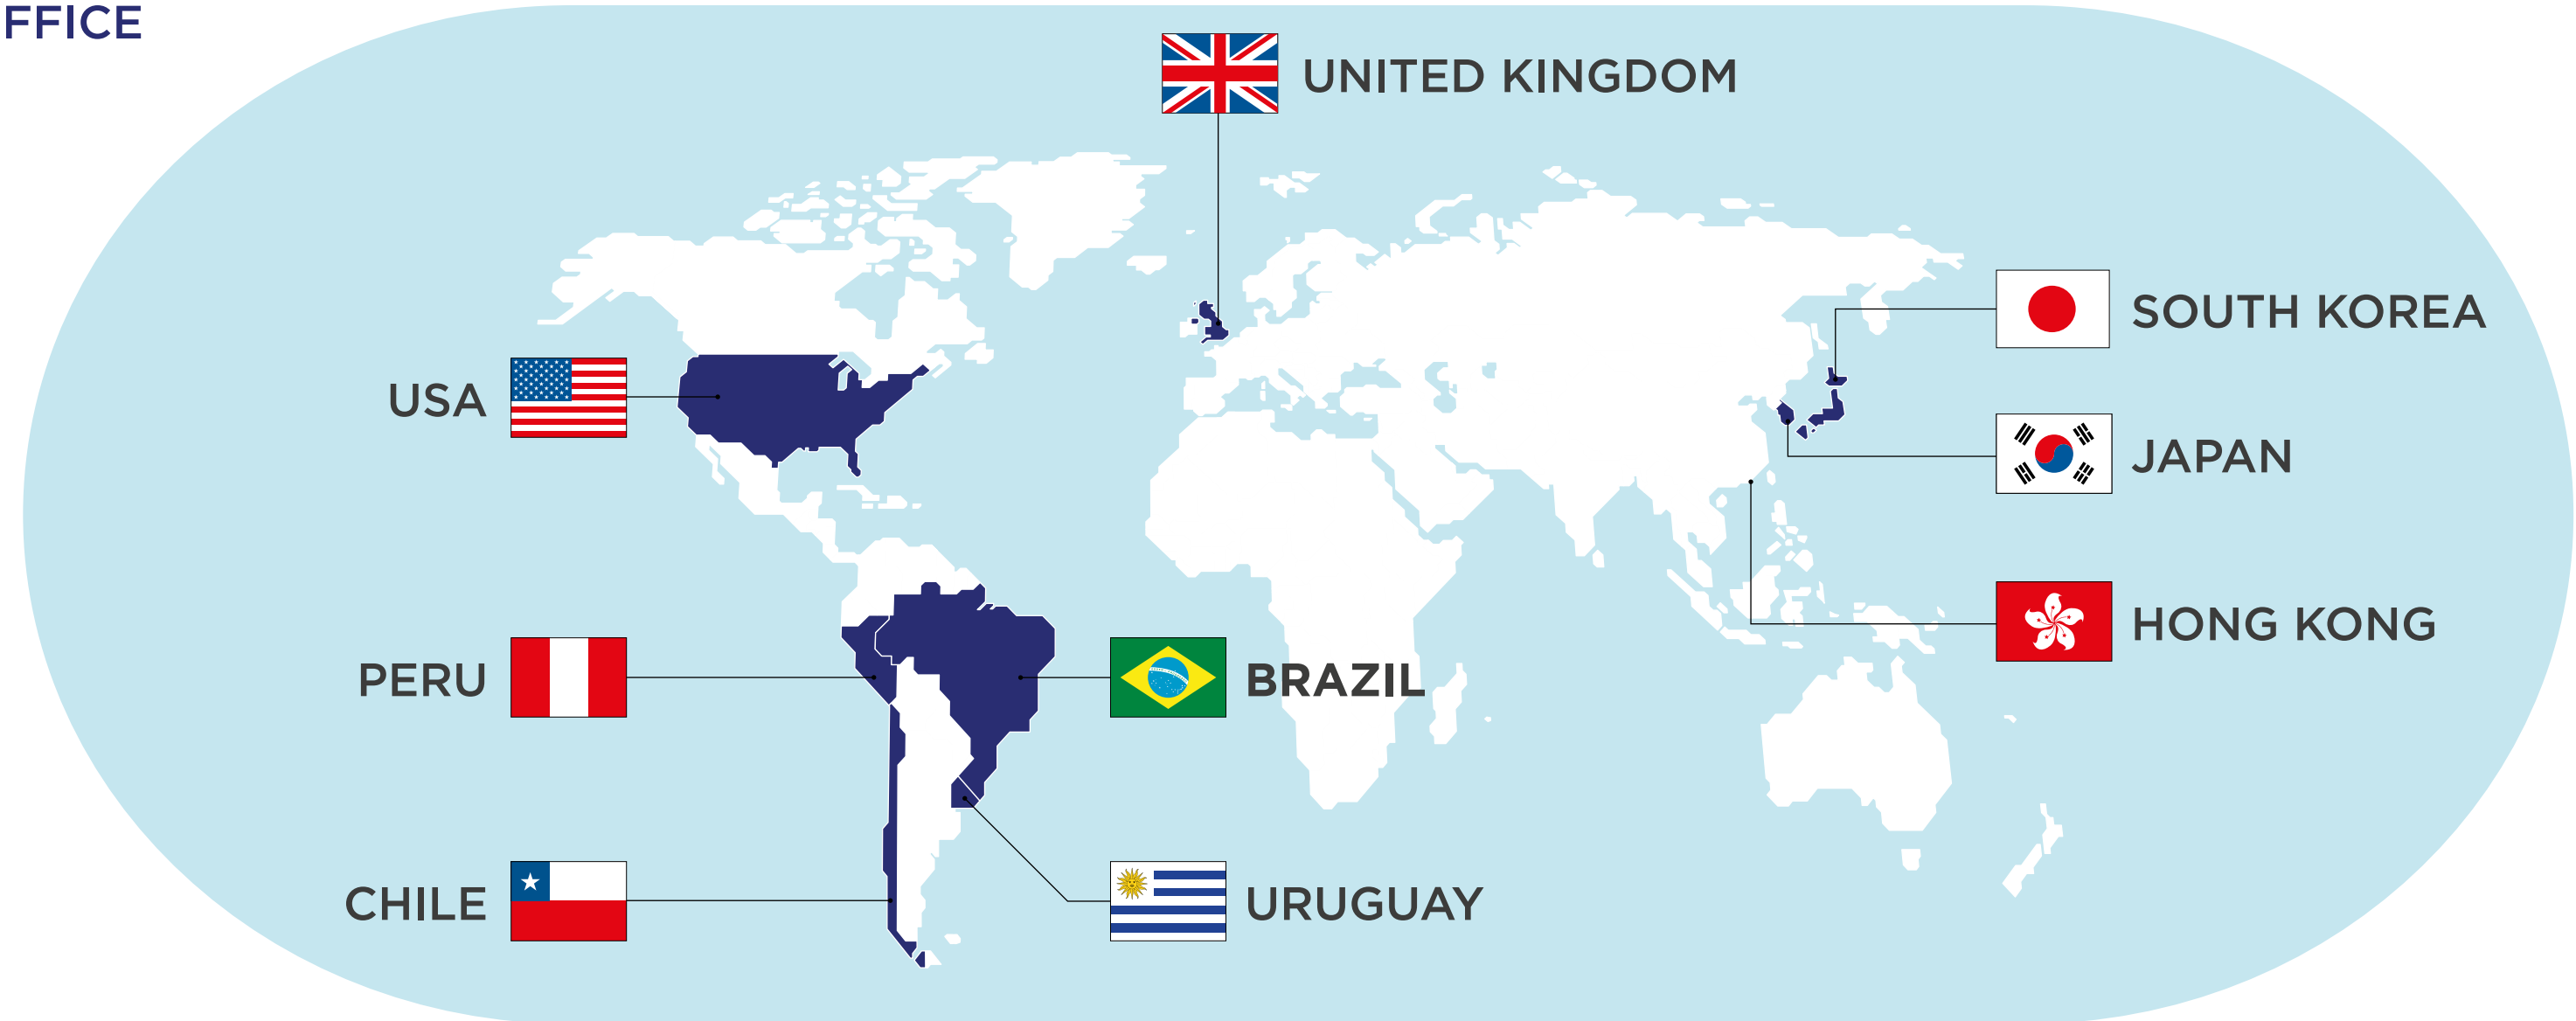 FFICE
UNITED KINGDOM
SOUTH KOREA
USA
JAPAN
HONG KONG
PERU
BRAZIL
CHILE
URUGUAY